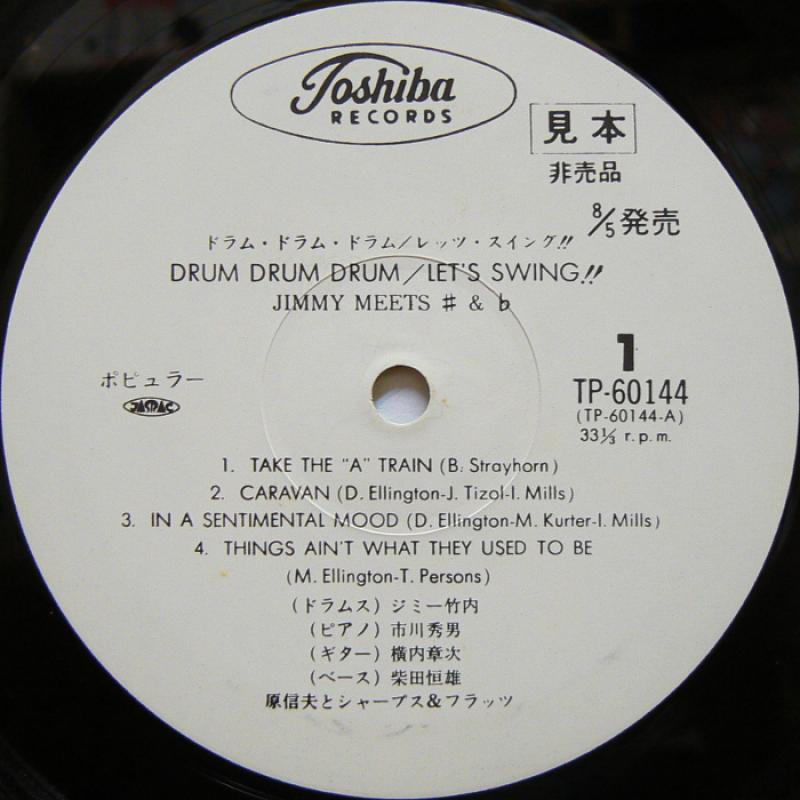 Toshiba
RECORDS
見本
非売品
8/5発売
ドラム・ドラム・ドラム/レッツ・スイング!!
DRUM DRUM DRUM/LET'S SWING!!
JIMMY MEETS ♯ & ♭
ポピュラー
JASRAC
1
TP-60144
(TP-60144-A)
33⅓ r.p.m.
1. TAKE THE "A" TRAIN (B. Strayhorn)
2. CARAVAN (D. Ellington-J. Tizol-I. Mills)
3. IN A SENTIMENTAL MOOD (D. Ellington-M. Kurter-I. Mills)
4. THINGS AIN'T WHAT THEY USED TO BE
(M. Ellington-T. Persons)
(ドラムス) ジミー竹内
(ピアノ) 市川秀男
(ギター) 横内章次
(ベース) 柴田恒雄
原信夫とシャープス&フラッツ